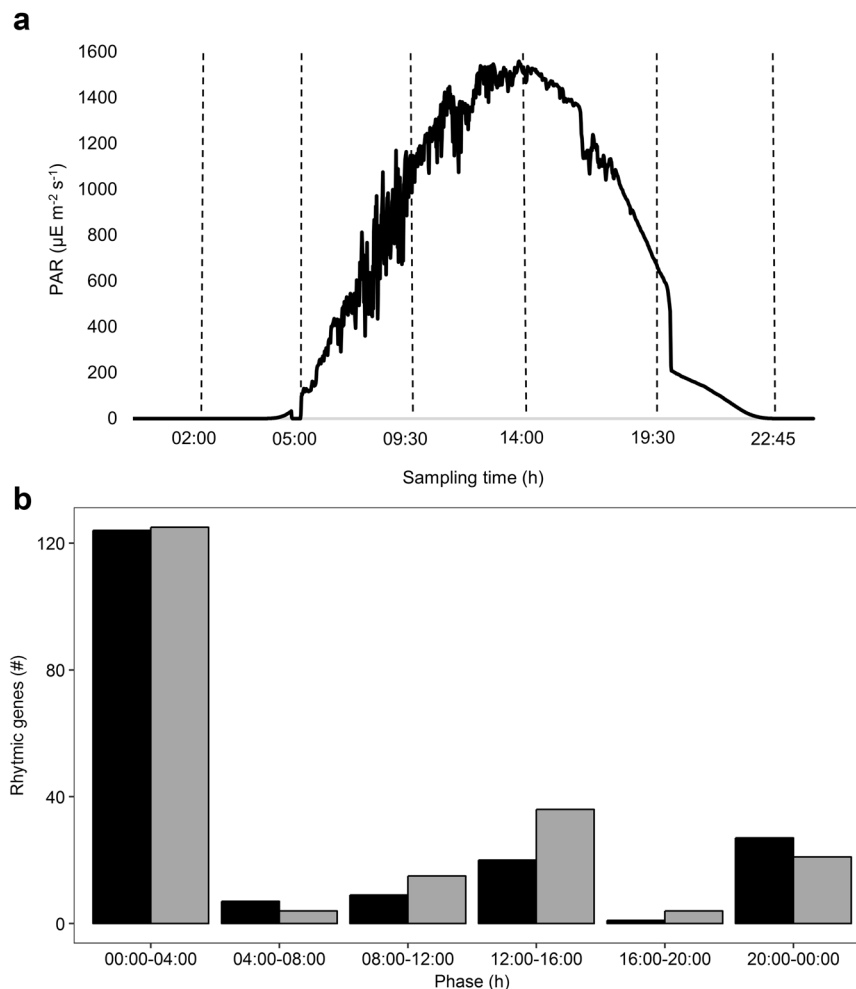 a
1600
1400
1200
1000
800
600
400
200
0
PAR (µE m⁻² s⁻¹)
02:00 05:00 09:30 14:00 19:30 22:45
Sampling time (h)
b
120
80
40
0
Rhytmic genes (#)
00:00-04:00 04:00-08:00 08:00-12:00 12:00-16:00 16:00-20:00 20:00-00:00
Phase (h)